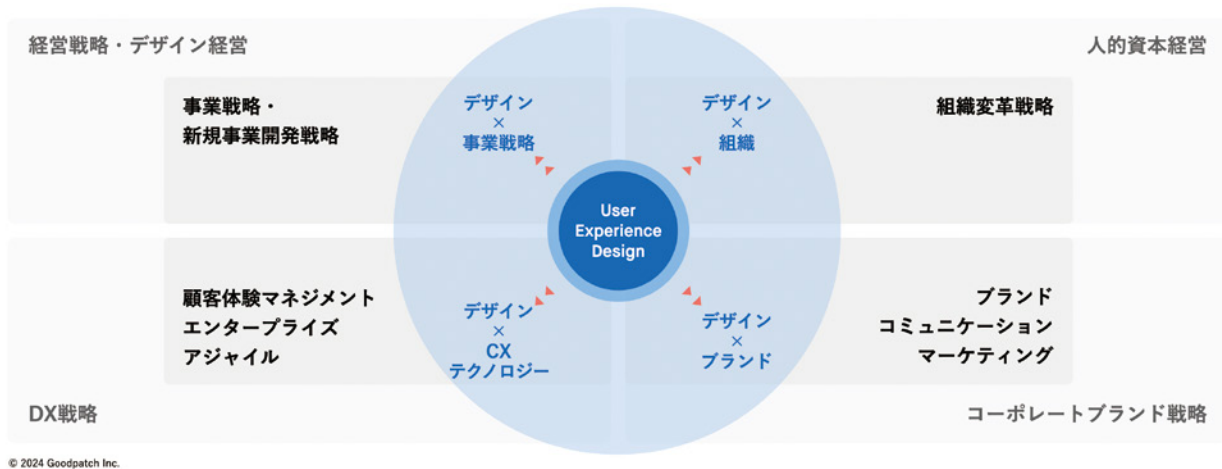 経営戦略・デザイン経営
人的資本経営
事業戦略・
新規事業開発戦略
デザイン
×
事業戦略
デザイン
×
組織
組織変革戦略
User
Experience
Design
顧客体験マネジメント
エンタープライズ
アジャイル
デザイン
×
CX
テクノロジー
デザイン
×
ブランド
ブランド
コミュニケーション
マーケティング
DX戦略
コーポレートブランド戦略
© 2024 Goodpatch Inc.